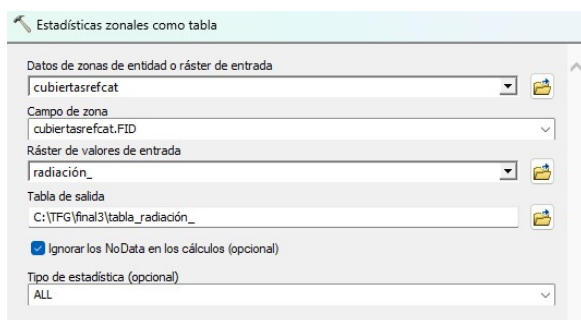 Estadísticas zonales como tabla
Datos de zonas de entidad o ráster de entrada
cubiertasrefcat
Campo de zona
cubiertasrefcat.FID
Ráster de valores de entrada
radiación_
Tabla de salida
C:\TFG\final3\tabla_radiación_
Ignorar los NoData en los cálculos (opcional)
Tipo de estadística (opcional)
ALL